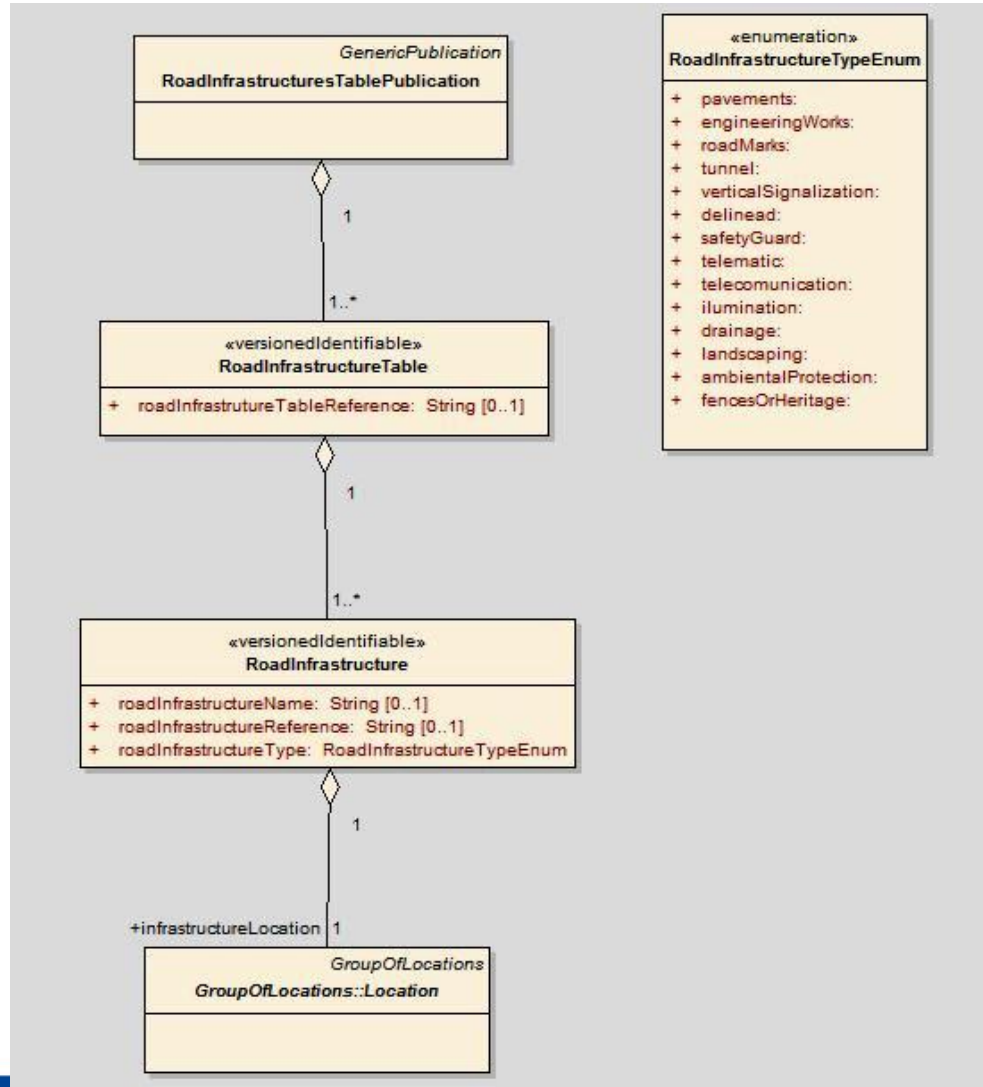 GenericPublication
RoadInfrastructuresTablePublication
1
1..*
«versionedIdentifiable»
RoadInfrastructureTable
+ roadInfrastrutureTableReference: String [0..1]
1
1..*
«versionedIdentifiable»
RoadInfrastructure
+ roadInfrastructureName: String [0..1]
+ roadInfrastructureReference: String [0..1]
+ roadInfrastructureType: RoadInfrastructureTypeEnum
1
+infrastructureLocation 1
GroupOfLocations
GroupOfLocations::Location
«enumeration»
RoadInfrastructureTypeEnum
+ pavements:
+ engineeringWorks:
+ roadMarks:
+ tunnel:
+ verticalSignalization:
+ delinead:
+ safetyGuard:
+ telematic:
+ telecomunication:
+ ilumination:
+ drainage:
+ landscaping:
+ ambientalProtection:
+ fencesOrHeritage: